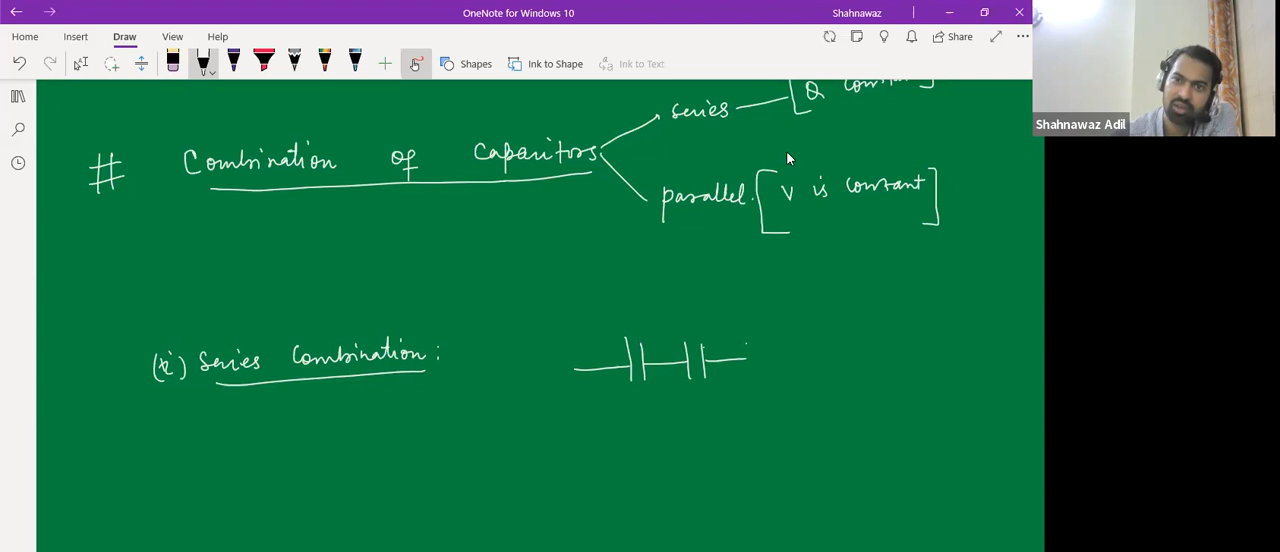 OneNote for Windows 10
Shahnawaz
Home Insert Draw View Help
Share
Shapes Ink to Shape Ink to Text
Shahnawaz Adil
series [Q
# Combination of Capacitors
parallel. [V is constant]
(i) Series Combination: